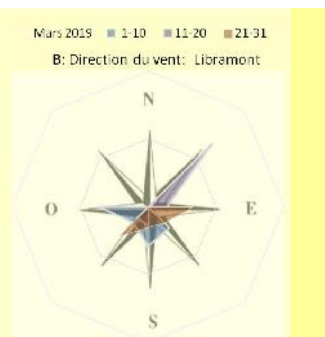 Mars 2019 1-10 11-20 21-31
B: Direction du vent: Libramont
N
O E
S